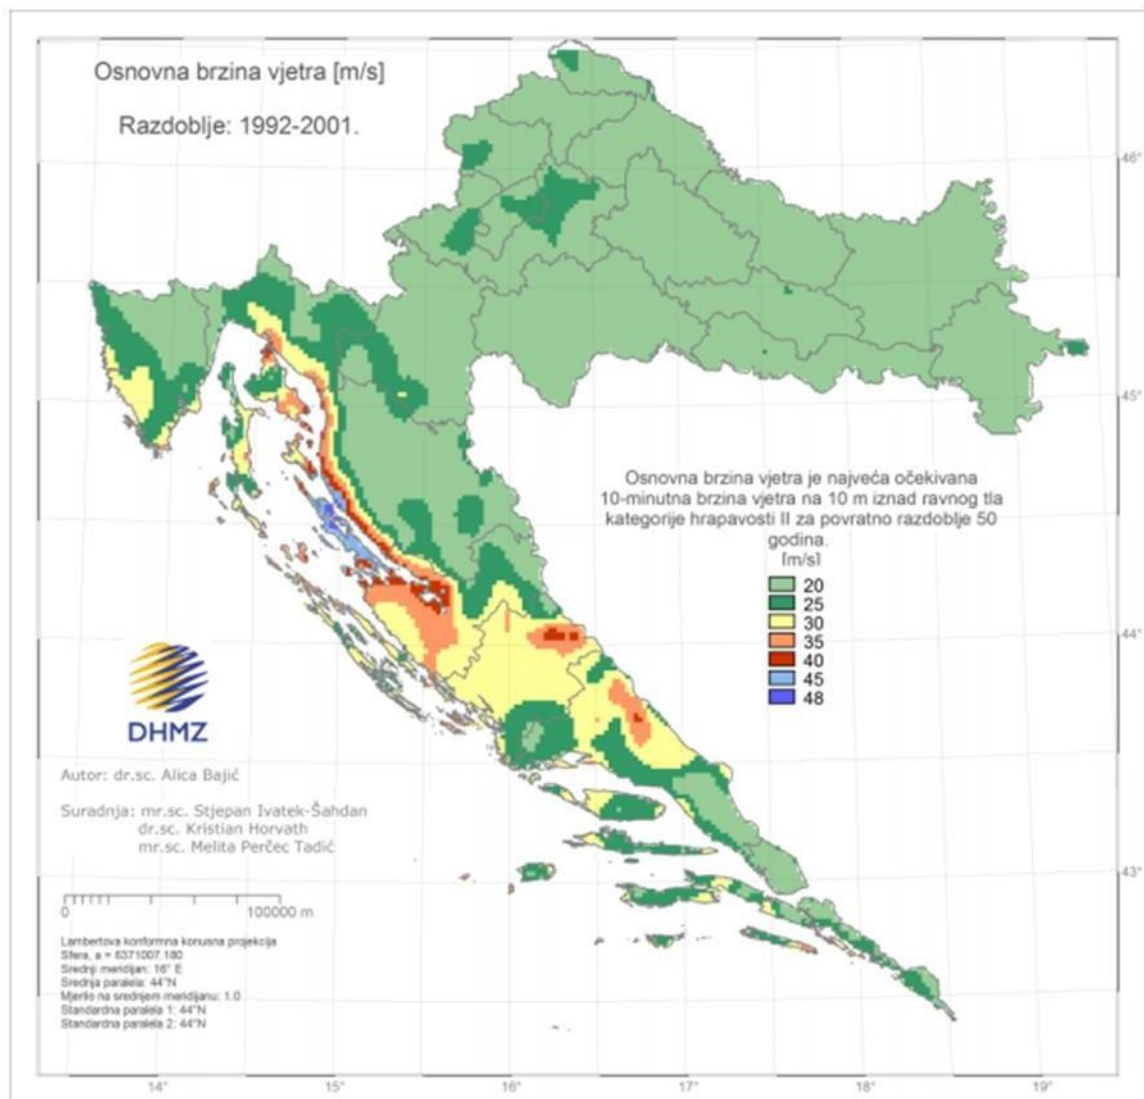 Osnovna brzina vjetra [m/s]
Razdoblje: 1992-2001.
46°
45°
Osnovna brzina vjetra je najveća očekivana
10-minutna brzina vjetra na 10 m iznad ravnog tla
kategorije hrapavosti II za povratno razdoblje 50
godina.
[m/s]
20
25
30
35
40
45
48
44°
DHMZ
Autor: dr.sc. Alica Bajić
Suradnja: mr.sc. Stjepan Ivatek-Šahdan
dr.sc. Kristian Horvath
mr.sc. Melita Perčec Tadić
43°
0 100000 m
Lambertova konformna konusna projekcija
Sfera, a = 6371007.180
Srednji meridijan: 16° E
Srednja paralela: 44°N
Mjerilo na srednjem meridijanu: 1.0
Standardna paralela 1: 44°N
Standardna paralela 2: 44°N
14° 15° 16° 17° 18° 19°